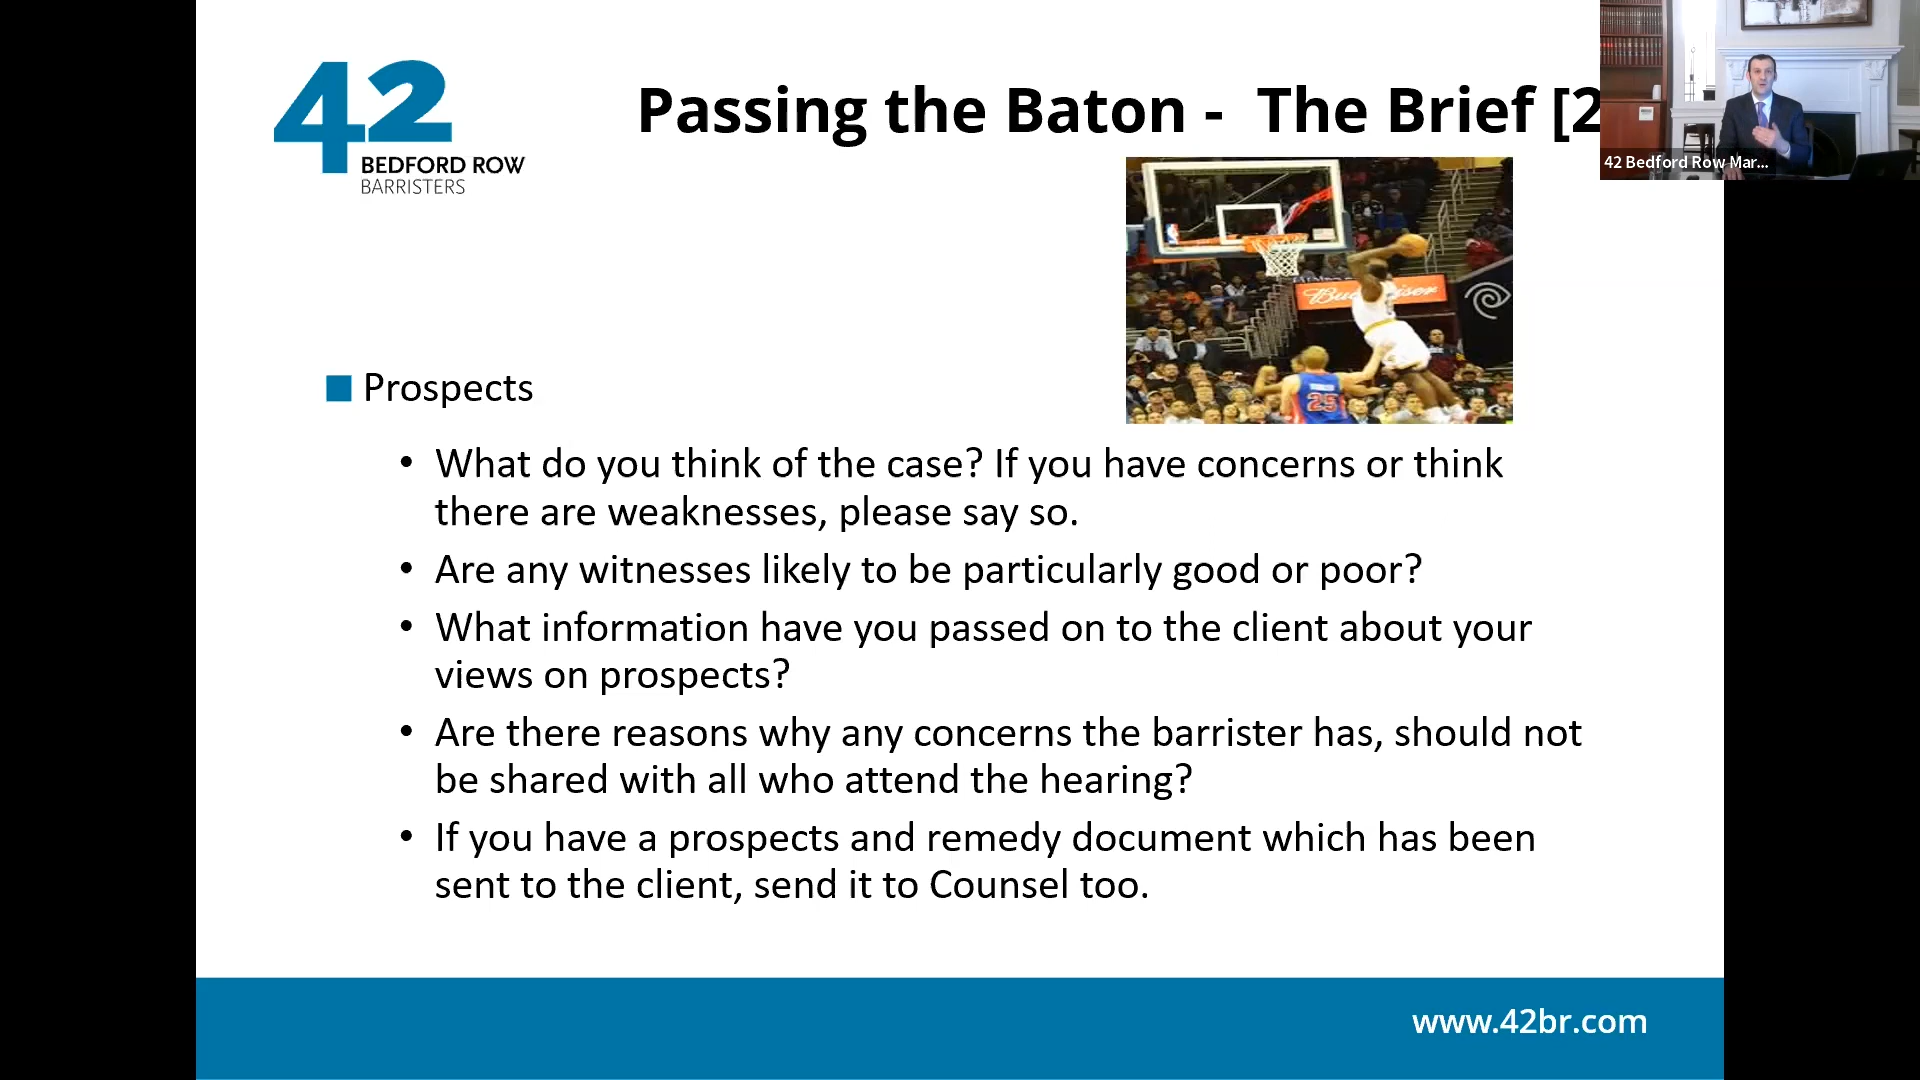 42
BEDFORD ROW
BARRISTERS
Passing the Baton -  The Brief [2
42 Bedford Row Mar...
Budweiser
25
Prospects
What do you think of the case? If you have concerns or think
there are weaknesses, please say so.
Are any witnesses likely to be particularly good or poor?
What information have you passed on to the client about your
views on prospects?
Are there reasons why any concerns the barrister has, should not
be shared with all who attend the hearing?
If you have a prospects and remedy document which has been
sent to the client, send it to Counsel too.
www.42br.com